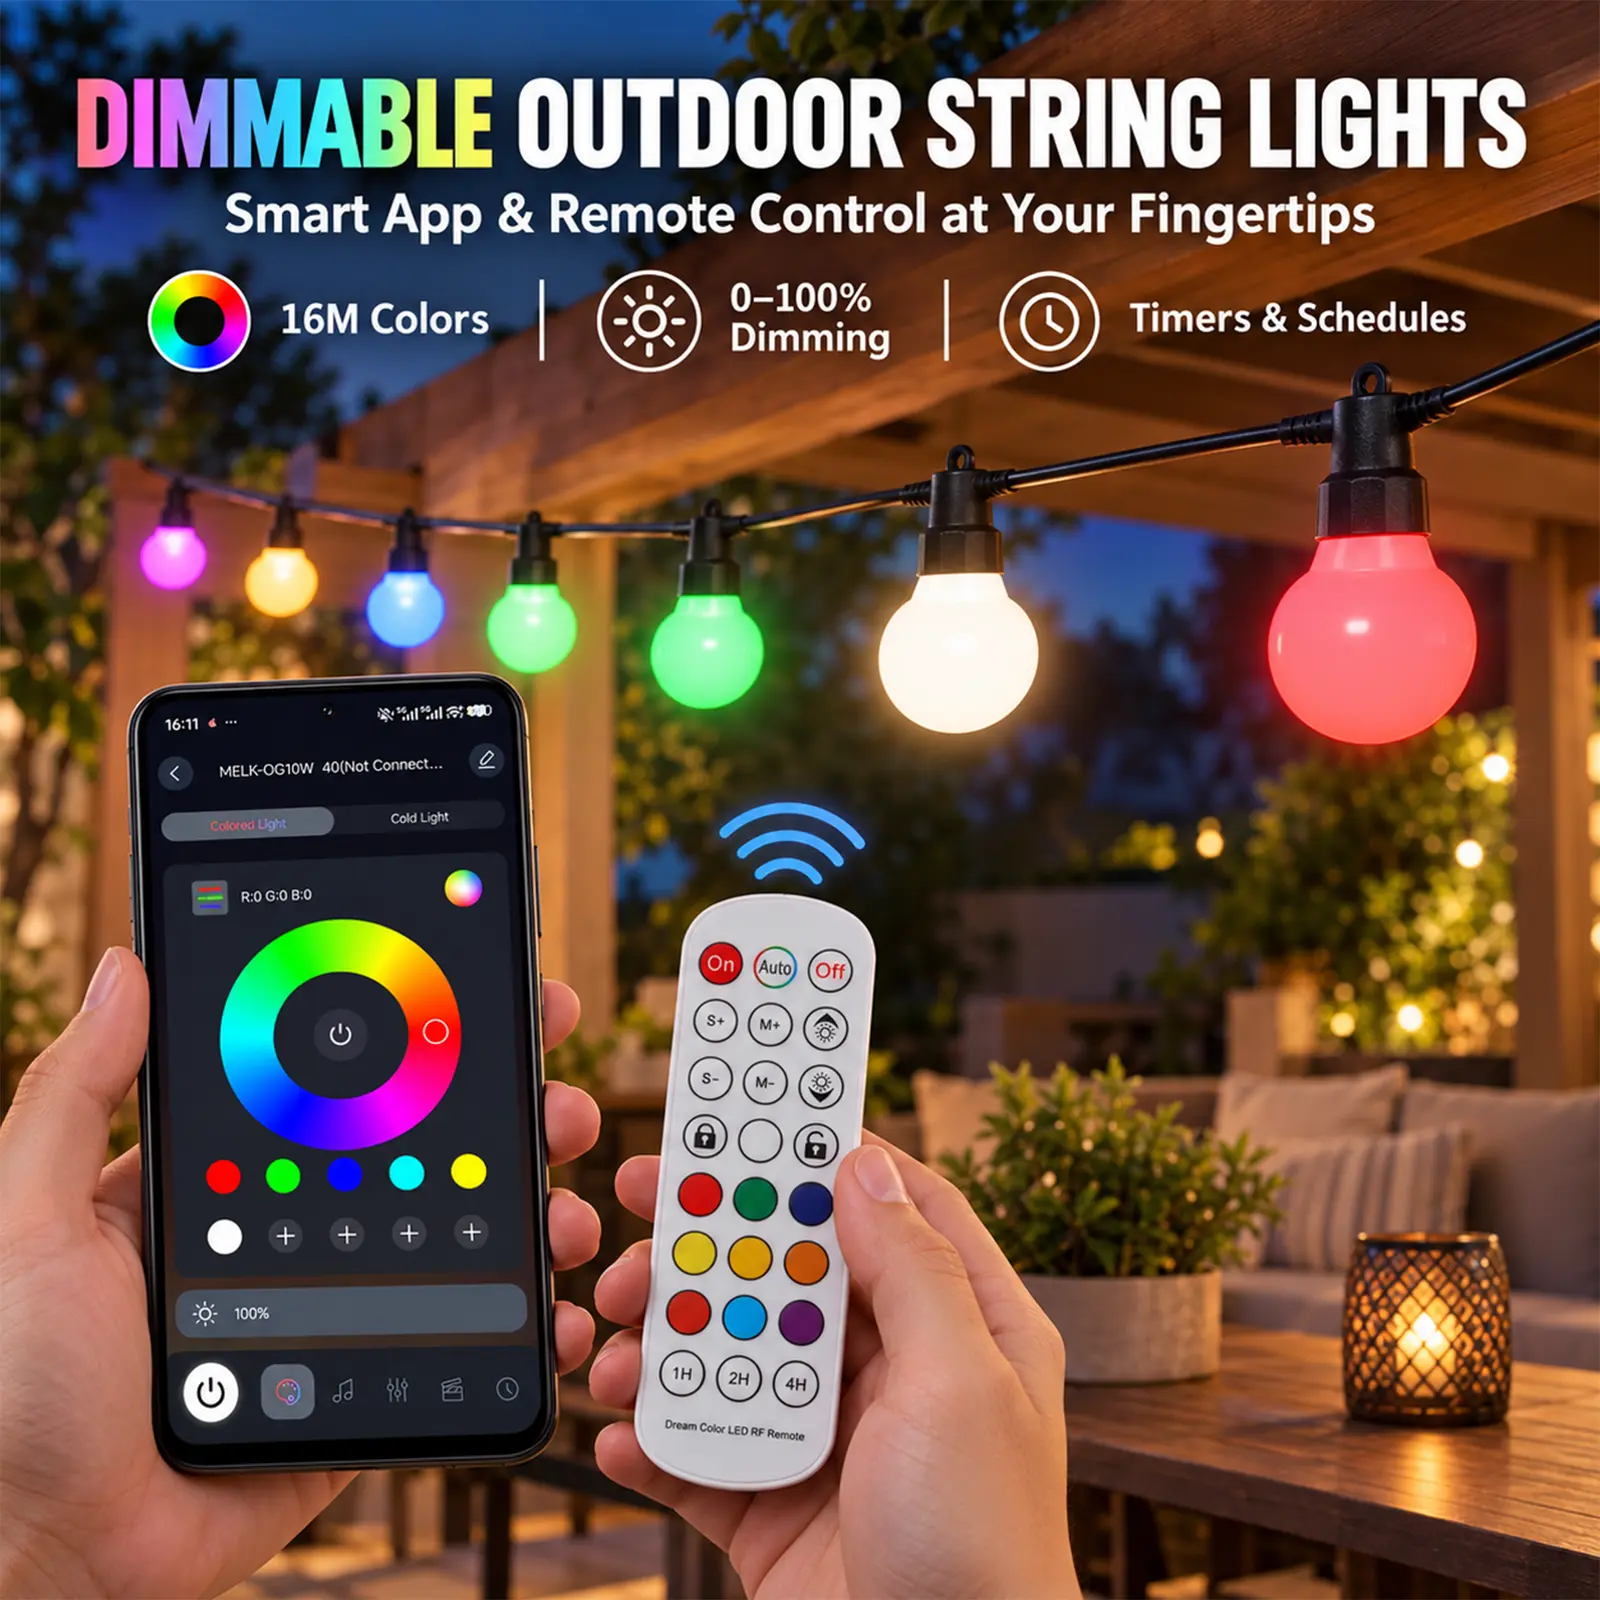 DIMMABLE OUTDOOR STRING LIGHTS
Smart App & Remote Control at Your Fingertips
16M Colors
0–100%
Dimming
Timers & Schedules
16:11
5G 5G
MELK-OG10W 40(Not Connect...
Colored Light
Cold Light
R:0 G:0 B:0
100%
On Auto Off
S+ M+
S- M-
1H 2H 4H
Dream Color LED RF Remote